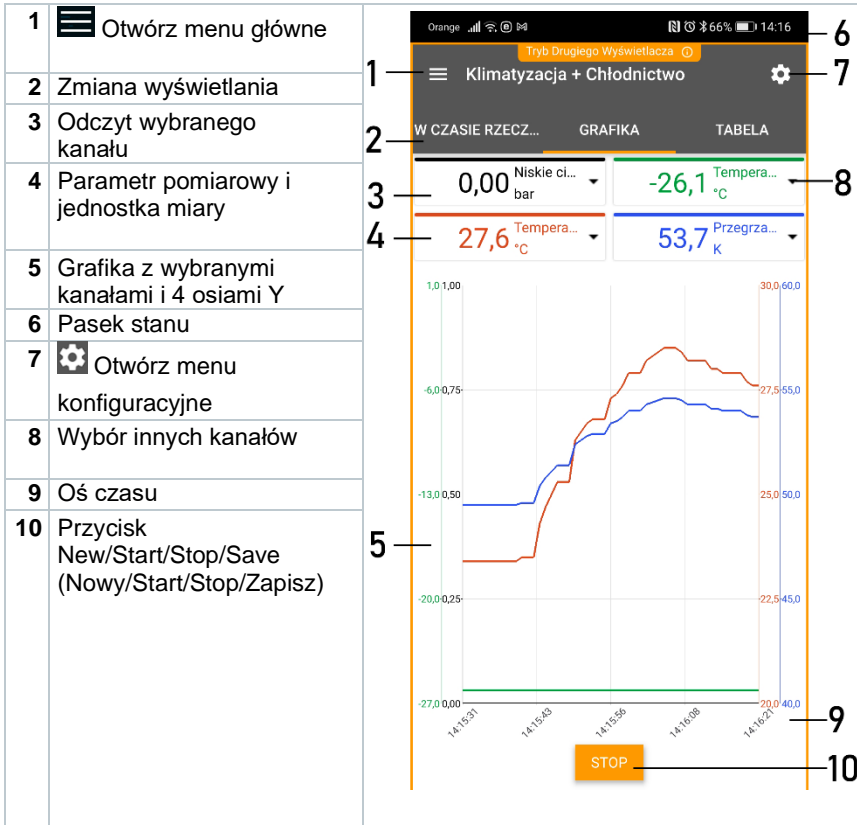 1 Otwórz menu główne
2 Zmiana wyświetlania
3 Odczyt wybranego
kanału
4 Parametr pomiarowy i
jednostka miary
5 Grafika z wybranymi
kanałami i 4 osiami Y
6 Pasek stanu
7 Otwórz menu
konfiguracyjne
8 Wybór innych kanałów
9 Oś czasu
10 Przycisk
New/Start/Stop/Save
(Nowy/Start/Stop/Zapisz)
Orange 66% 14:16
6
Tryb Drugiego Wyświetlacza
1 Klimatyzacja + Chłodnictwo 7
2 W CZASIE RZECZ... GRAFIKA TABELA
3 0,00 Niskie ci... bar -26,1 Tempera... °C 8
4 27,6 Tempera... °C 53,7 Przegrza... K
1,0 1,00 30,0 60,0
-6,0 0,75 27,5 55,0
-13,0 0,50 25,0 50,0
5
-20,0 0,25 22,5 45,0
-27,0 0,00 20,0 40,0
14:15:31 14:15:43 14:15:56 14:16:08 14:16:21 9
STOP 10